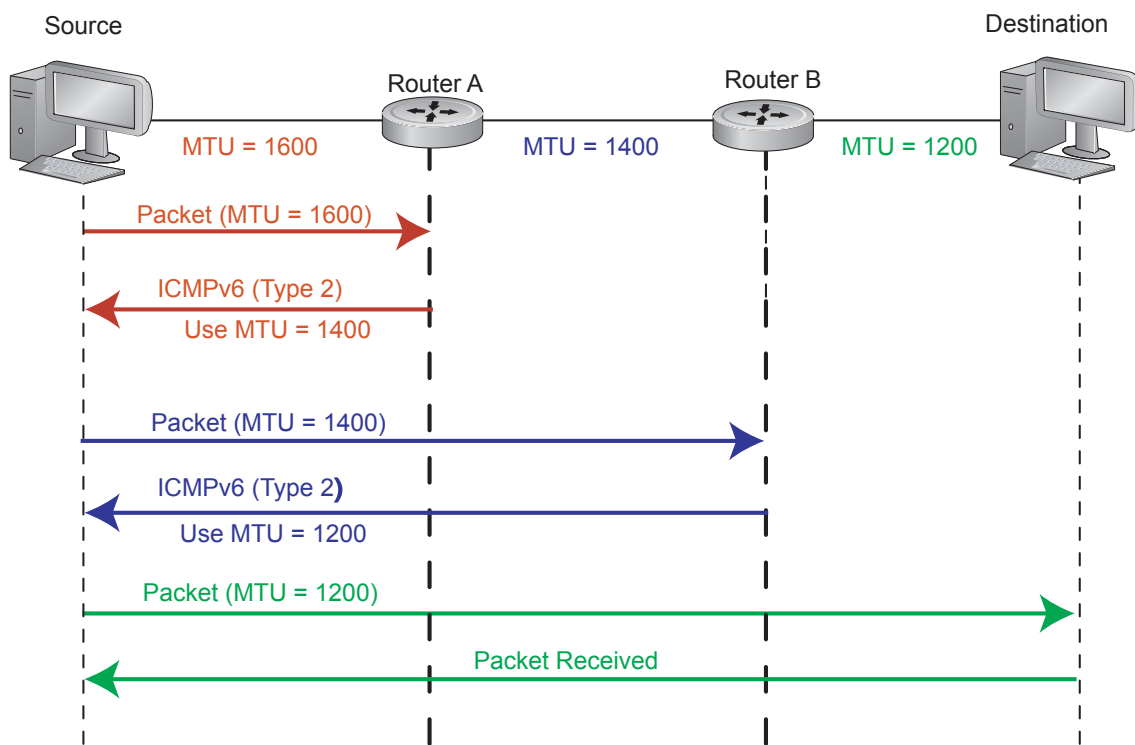 Source
Destination
Router A
Router B
MTU = 1600
MTU = 1400
MTU = 1200
Packet (MTU = 1600)
ICMPv6 (Type 2)
Use MTU = 1400
Packet (MTU = 1400)
ICMPv6 (Type 2)
Use MTU = 1200
Packet (MTU = 1200)
Packet Received